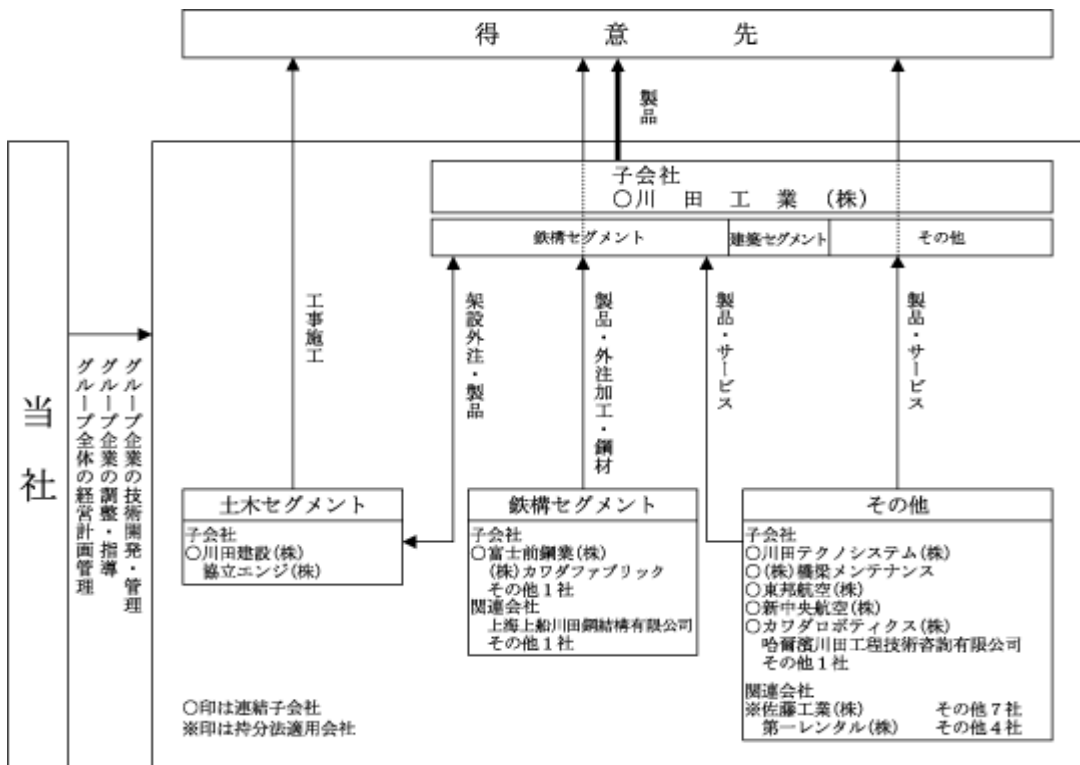 得意先
製品
子会社
○川田工業(株)
鉄構セグメント
建築セグメント
その他
工事施工
架設外注・製品
製品・外注加工・鋼材
製品・サービス
製品・サービス
当社
グループ企業の技術開発・管理
グループ企業の調整・指導
グループ全体の経営計画管理
土木セグメント
子会社
○川田建設(株)
協立エンジ(株)
鉄構セグメント
子会社
○富士前鋼業(株)
(株)カワダファブリック
その他1社
関連会社
上海上船川田鋼結構有限公司
その他1社
その他
子会社
○川田テクノシステム(株)
○(株)橋梁メンテナンス
○東邦航空(株)
○新中央航空(株)
○カワダロボティクス(株)
哈爾濱川田工程技術咨詢有限公司
その他1社
関連会社
※佐藤工業(株) その他7社
第一レンタル(株) その他4社
○印は連結子会社
※印は持分法適用会社